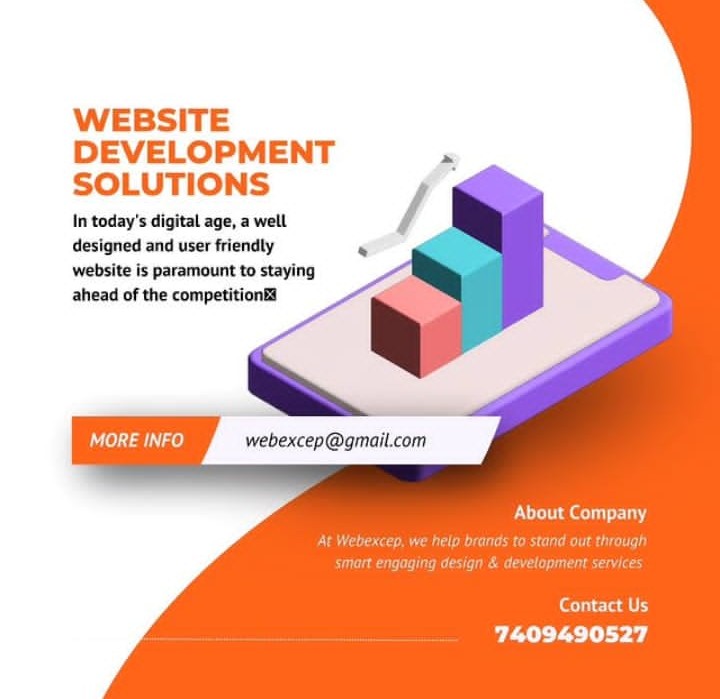 WEBSITE
DEVELOPMENT
SOLUTIONS
In today's digital age, a well
designed and user friendly
website is paramount to staying
ahead of the competition
MORE INFO
webexcep@gmail.com
About Company
At Webexcep, we help brands to stand out through
smart engaging design & development services
Contact Us
7409490527